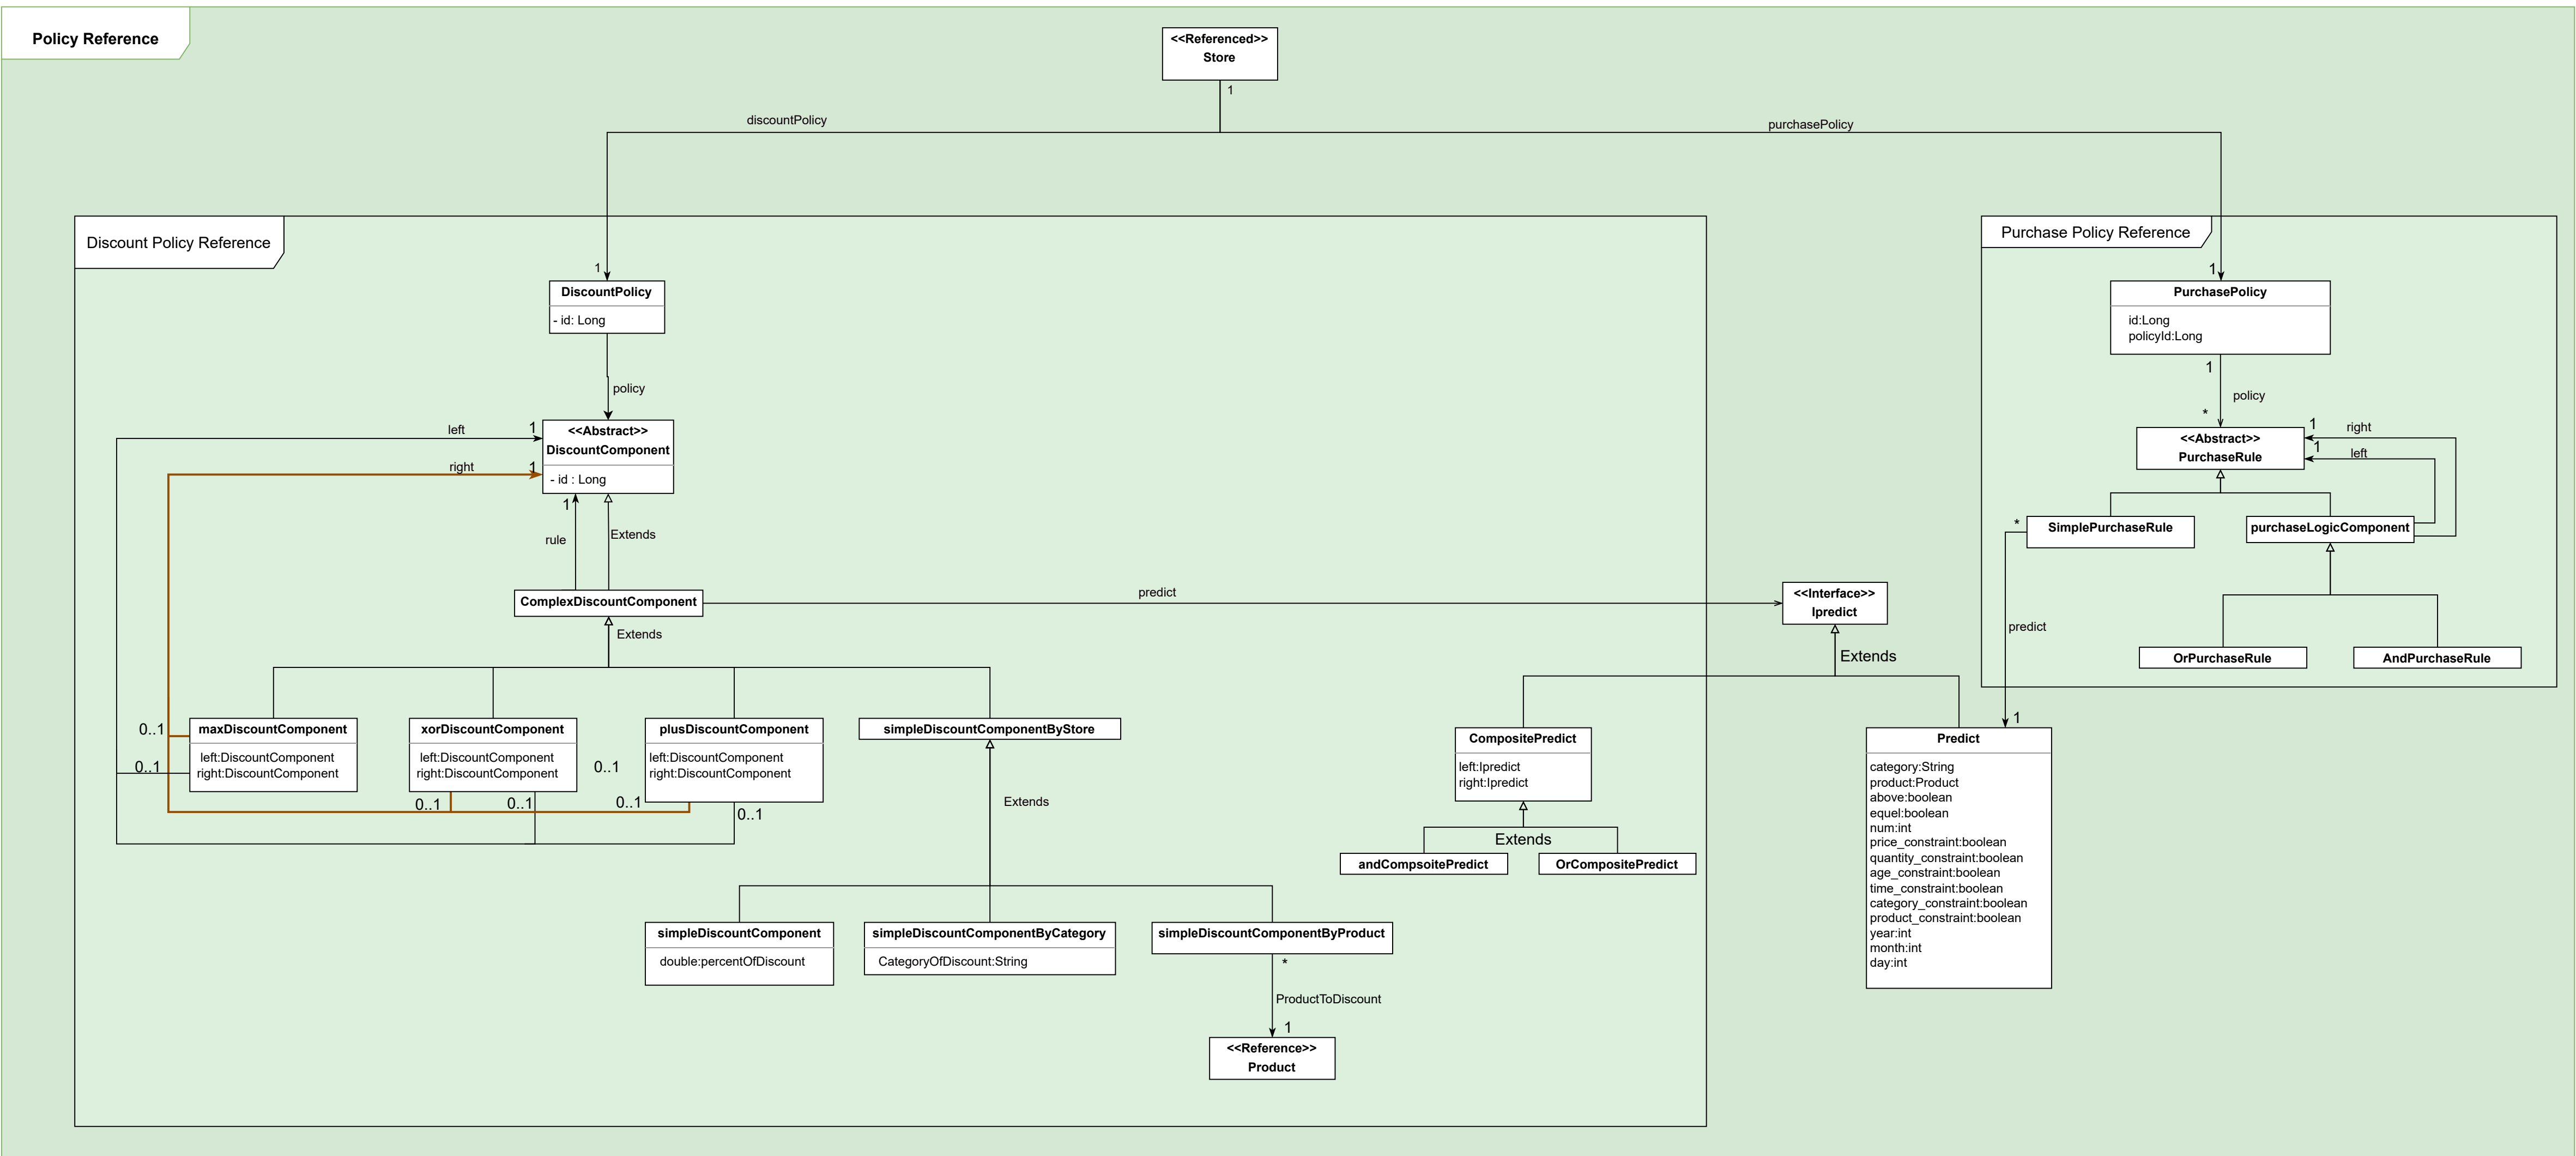 Policy Reference
<<Referenced>>
Store
1
discountPolicy
purchasePolicy
Discount Policy Reference
1
DiscountPolicy
- id: Long
policy
left
1
right
1
<<Abstract>>
DiscountComponent
- id : Long
1
rule
Extends
ComplexDiscountComponent
predict
Extends
maxDiscountComponent
left:DiscountComponent
right:DiscountComponent
0..1
0..1
xorDiscountComponent
left:DiscountComponent
right:DiscountComponent
0..1
0..1
0..1
plusDiscountComponent
left:DiscountComponent
right:DiscountComponent
0..1
0..1
simpleDiscountComponentByStore
Extends
simpleDiscountComponent
double:percentOfDiscount
simpleDiscountComponentByCategory
CategoryOfDiscount:String
simpleDiscountComponentByProduct
*
ProductToDiscount
1
<<Reference>>
Product
<<Interface>>
Ipredict
Extends
CompositePredict
left:Ipredict
right:Ipredict
Extends
andCompsoitePredict
OrCompositePredict
Predict
category:String
product:Product
above:boolean
equel:boolean
num:int
price_constraint:boolean
quantity_constraint:boolean
age_constraint:boolean
time_constraint:boolean
category_constraint:boolean
product_constraint:boolean
year:int
month:int
day:int
Purchase Policy Reference
1
PurchasePolicy
id:Long
policyId:Long
1
policy
*
<<Abstract>>
PurchaseRule
1
right
1
left
*
SimplePurchaseRule
purchaseLogicComponent
predict
1
OrPurchaseRule
AndPurchaseRule